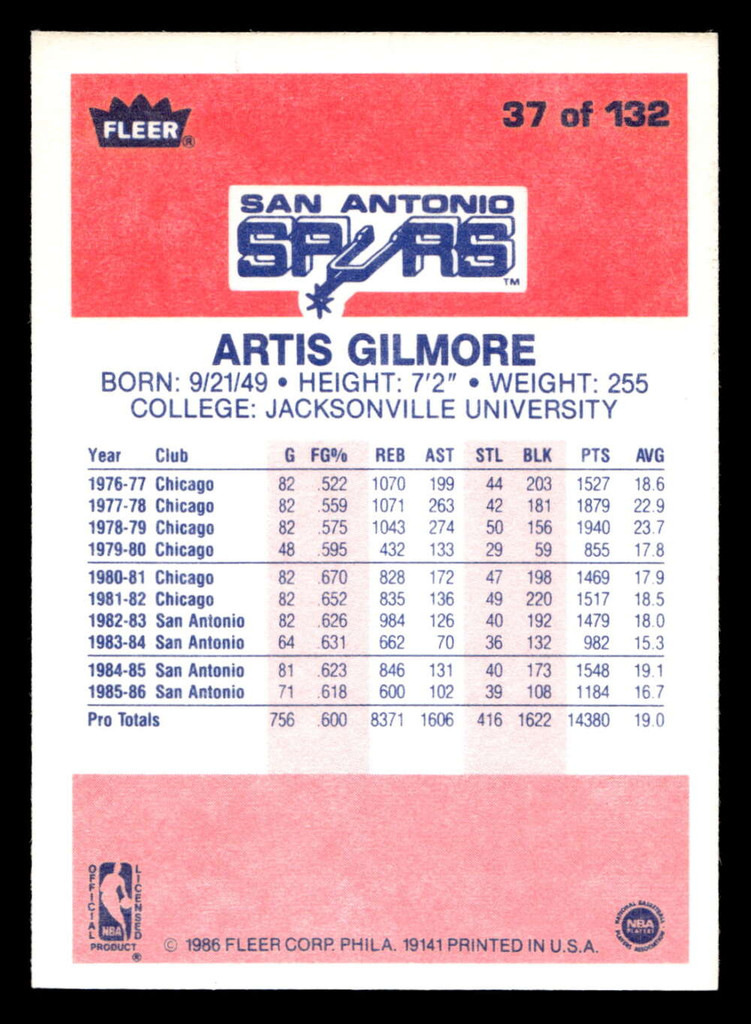 FLEER®
37 of 132
SAN ANTONIO
SPURS
TM
ARTIS GILMORE
BORN: 9/21/49 • HEIGHT: 7'2" • WEIGHT: 255
COLLEGE: JACKSONVILLE UNIVERSITY
Year Club G FG% REB AST STL BLK PTS AVG
1976-77 Chicago 82 .522 1070 199 44 203 1527 18.6
1977-78 Chicago 82 .559 1071 263 42 181 1879 22.9
1978-79 Chicago 82 .575 1043 274 50 156 1940 23.7
1979-80 Chicago 48 .595 432 133 29 59 855 17.8
1980-81 Chicago 82 .670 828 172 47 198 1469 17.9
1981-82 Chicago 82 .652 835 136 49 220 1517 18.5
1982-83 San Antonio 82 .626 984 126 40 192 1479 18.0
1983-84 San Antonio 64 .631 662 70 36 132 982 15.3
1984-85 San Antonio 81 .623 846 131 40 173 1548 19.1
1985-86 San Antonio 71 .618 600 102 39 108 1184 16.7
Pro Totals 756 .600 8371 1606 416 1622 14380 19.0
OFFICIAL
LICENSED
NBA
PRODUCT ®
© 1986 FLEER CORP. PHILA. 19141 PRINTED IN U.S.A.
NATIONAL BASKETBALL
NBA
PLAYERS
PLAYERS ASSOCIATION